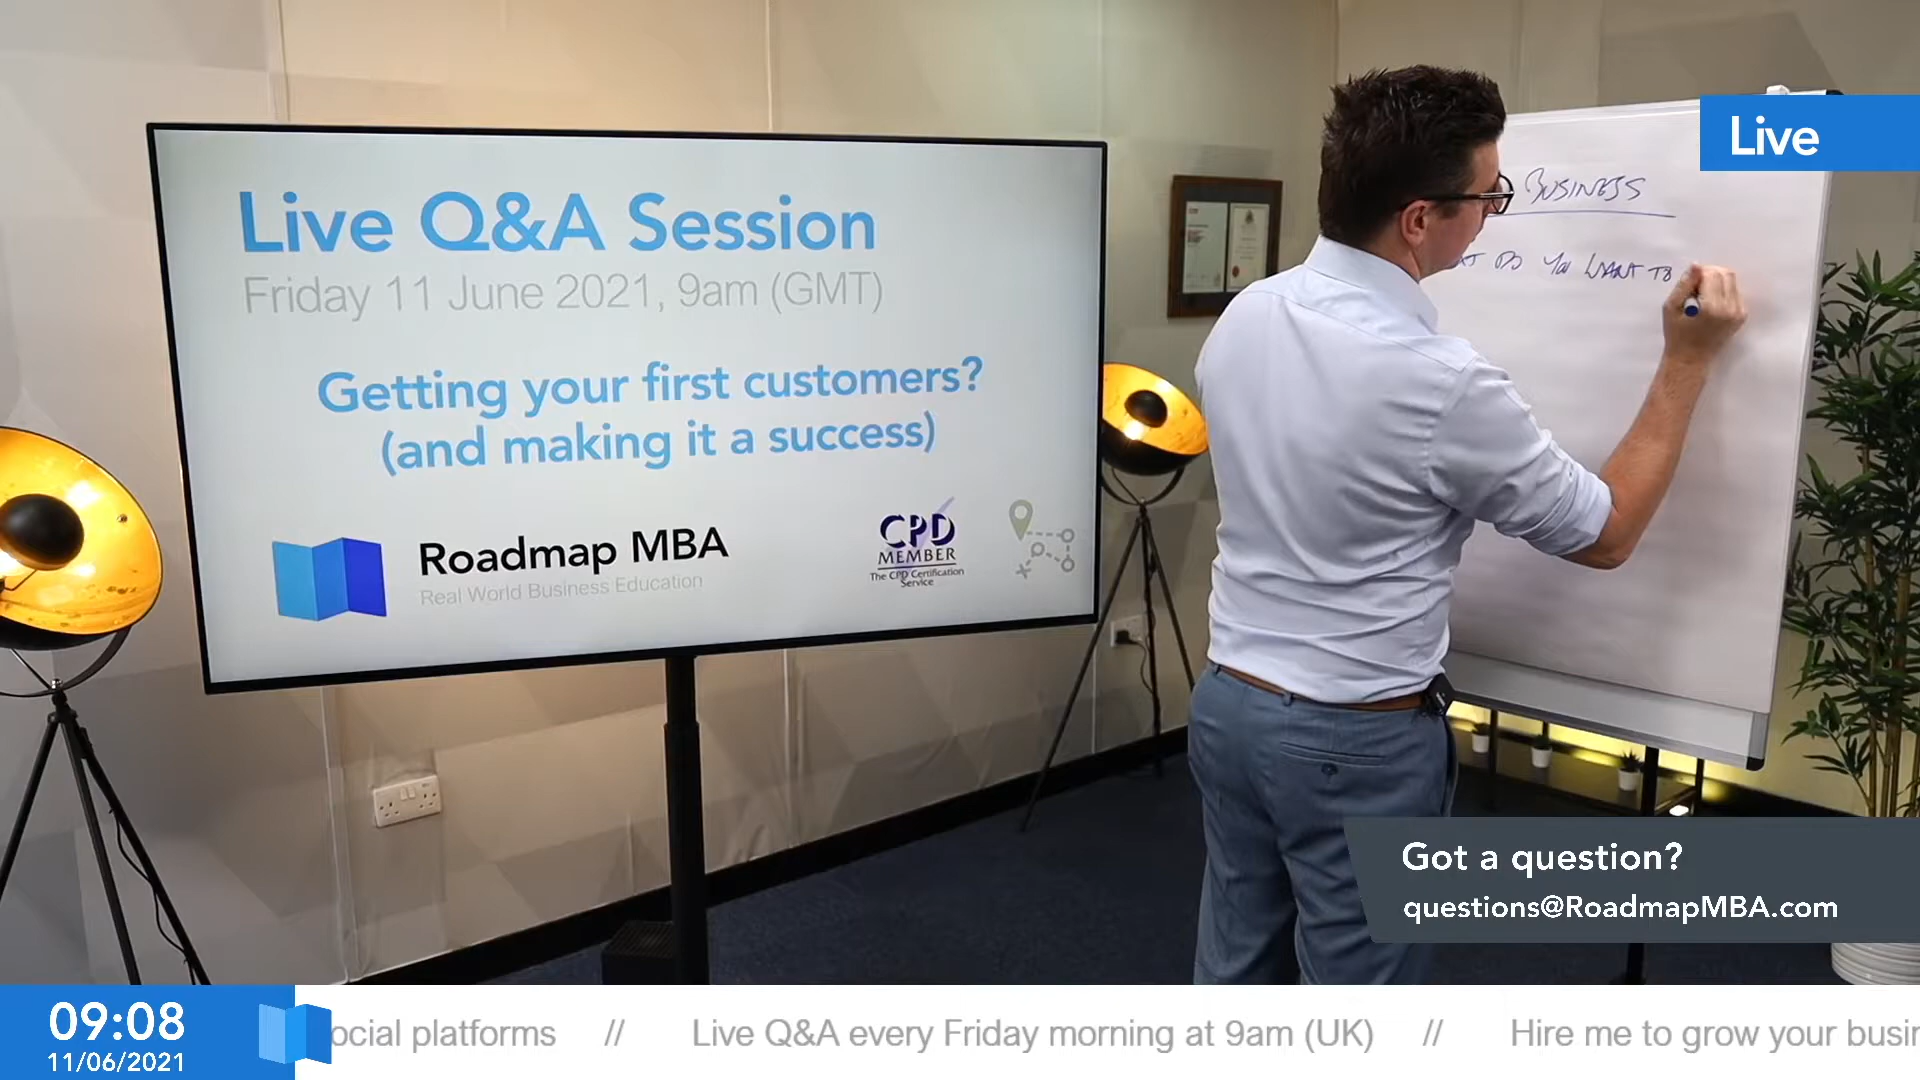 Live Q&A Session
Friday 11 June 2021, 9am (GMT)
Getting your first customers?
(and making it a success)
Roadmap MBA
Real World Business Education
CPD
MEMBER
The CPD Certification
Service
Live
BUSINESS
AT DO YOU WANT TO
Got a question?
questions@RoadmapMBA.com
09:08
11/06/2021
ocial platforms // Live Q&A every Friday morning at 9am (UK) // Hire me to grow your busin